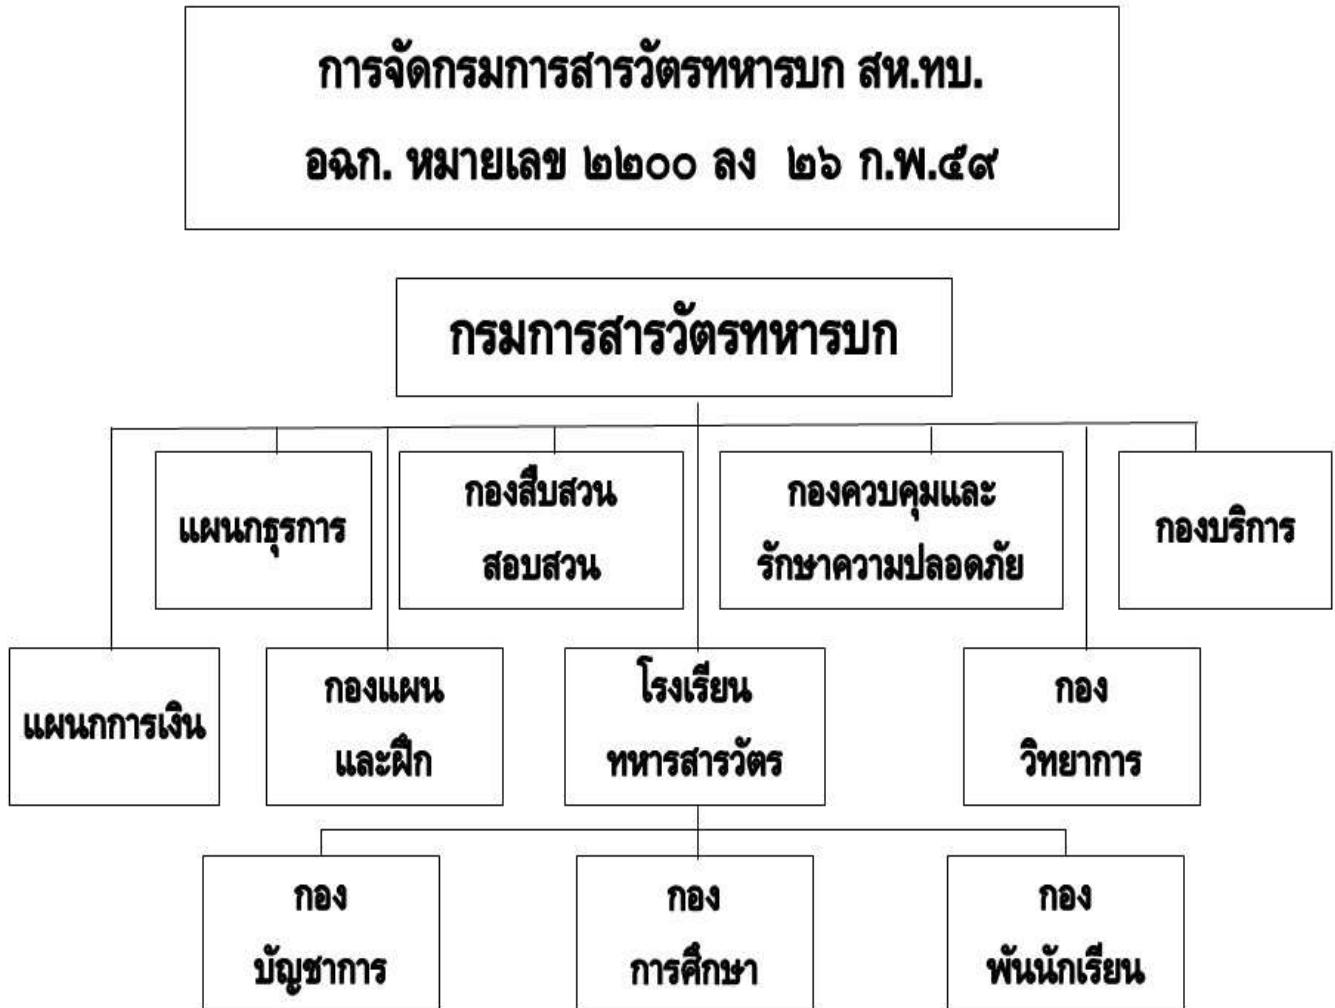 การจัดกรมการสารวัตรทหารบก สห.ทบ.
อฉก. หมายเลข ๒๒๐๐ ลง ๒๖ ก.พ.๕๙
กรมการสารวัตรทหารบก
แผนกธุรการ
กองสืบสวน
สอบสวน
กองควบคุมและ
รักษาความปลอดภัย
กองบริการ
แผนกการเงิน
กองแผน
และฝึก
โรงเรียน
ทหารสารวัตร
กอง
วิทยาการ
กอง
บัญชาการ
กอง
การศึกษา
กอง
พันนักเรียน